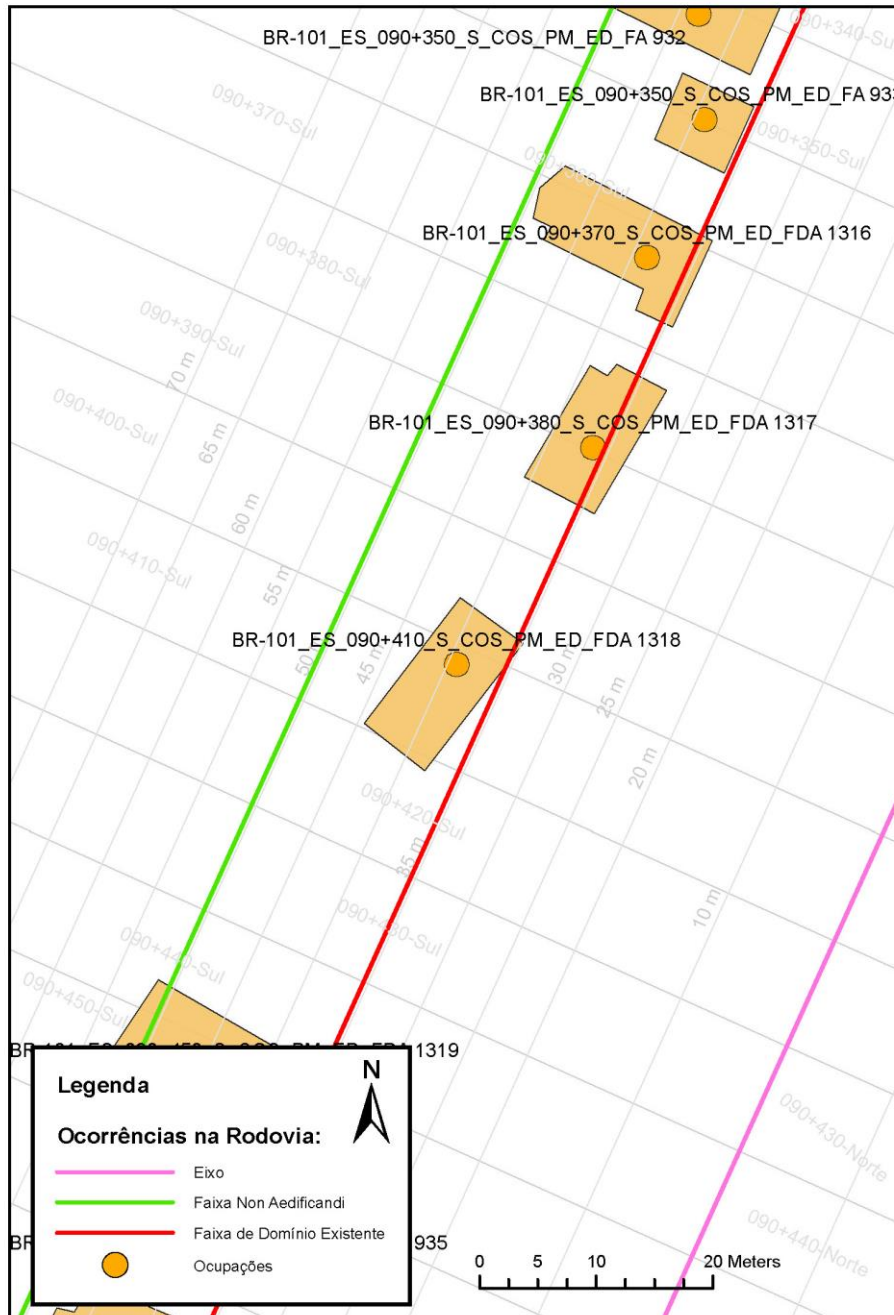 090+340-Su
BR-101_ES_090+350_S_COS_PM_ED_FA 932
BR-101_ES_090+350_S_COS_PM_ED_FA 933
090+370-Sul
090+350-Sul
090+360-Sul
BR-101_ES_090+370_S_COS_PM_ED_FDA 1316
090+380-Sul
090+390-Sul
70 m
090+400-Sul
65 m
BR-101_ES_090+380_S_COS_PM_ED_FDA 1317
60 m
090+410-Sul
55 m
BR-101_ES_090+410_S_COS_PM_ED_FDA 1318
50
45 m
30 m
25 m
20 m
090+420-Sul
35 m
10 m
090+430-Sul
090+440-Sul
090+450-Sul
1319
090+430-Norte
090+440-Norte
N
Legenda
Ocorrências na Rodovia:
Eixo
Faixa Non Aedificandi
Faixa de Domínio Existente
Ocupações
BR
935
0 5 10 20 Meters